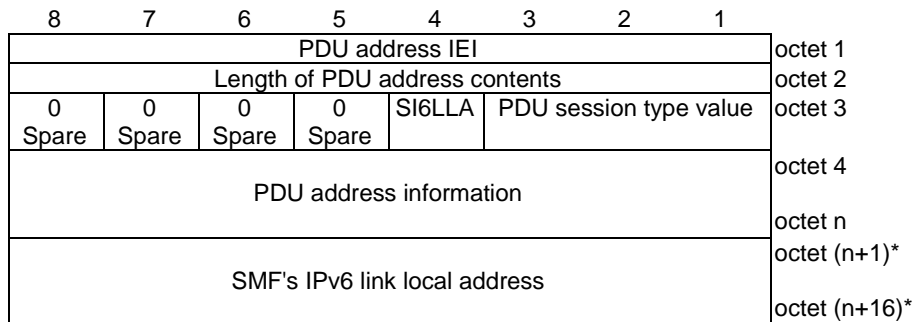 8 7 6 5 4 3 2 1
PDU address IEI octet 1
Length of PDU address contents octet 2
0 0 0 0 SI6LLA PDU session type value octet 3
Spare Spare Spare Spare
octet 4
PDU address information
octet n
octet (n+1)*
SMF's IPv6 link local address
octet (n+16)*